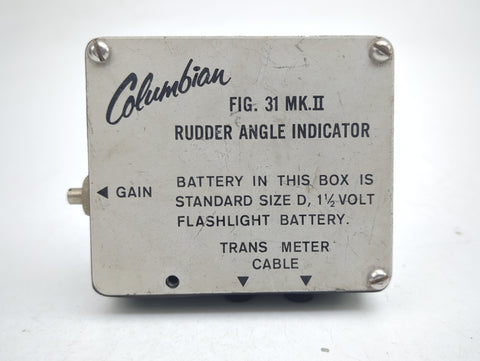 Columbian
FIG. 31 MK.II
RUDDER ANGLE INDICATOR
◀ GAIN
BATTERY IN THIS BOX IS
STANDARD SIZE D, 1½ VOLT
FLASHLIGHT BATTERY.
TRANS METER
CABLE
▼ ▼